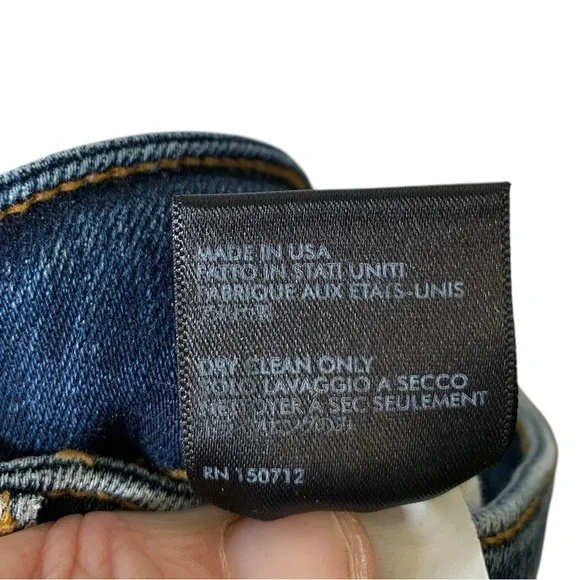 MADE IN USA
FATTO IN STATI UNITI
FABRIQUE AUX ETATS-UNIS
DRY CLEAN ONLY
SOLO LAVAGGIO A SECCO
NETTOYER A SEC SEULEMENT
RN 150712